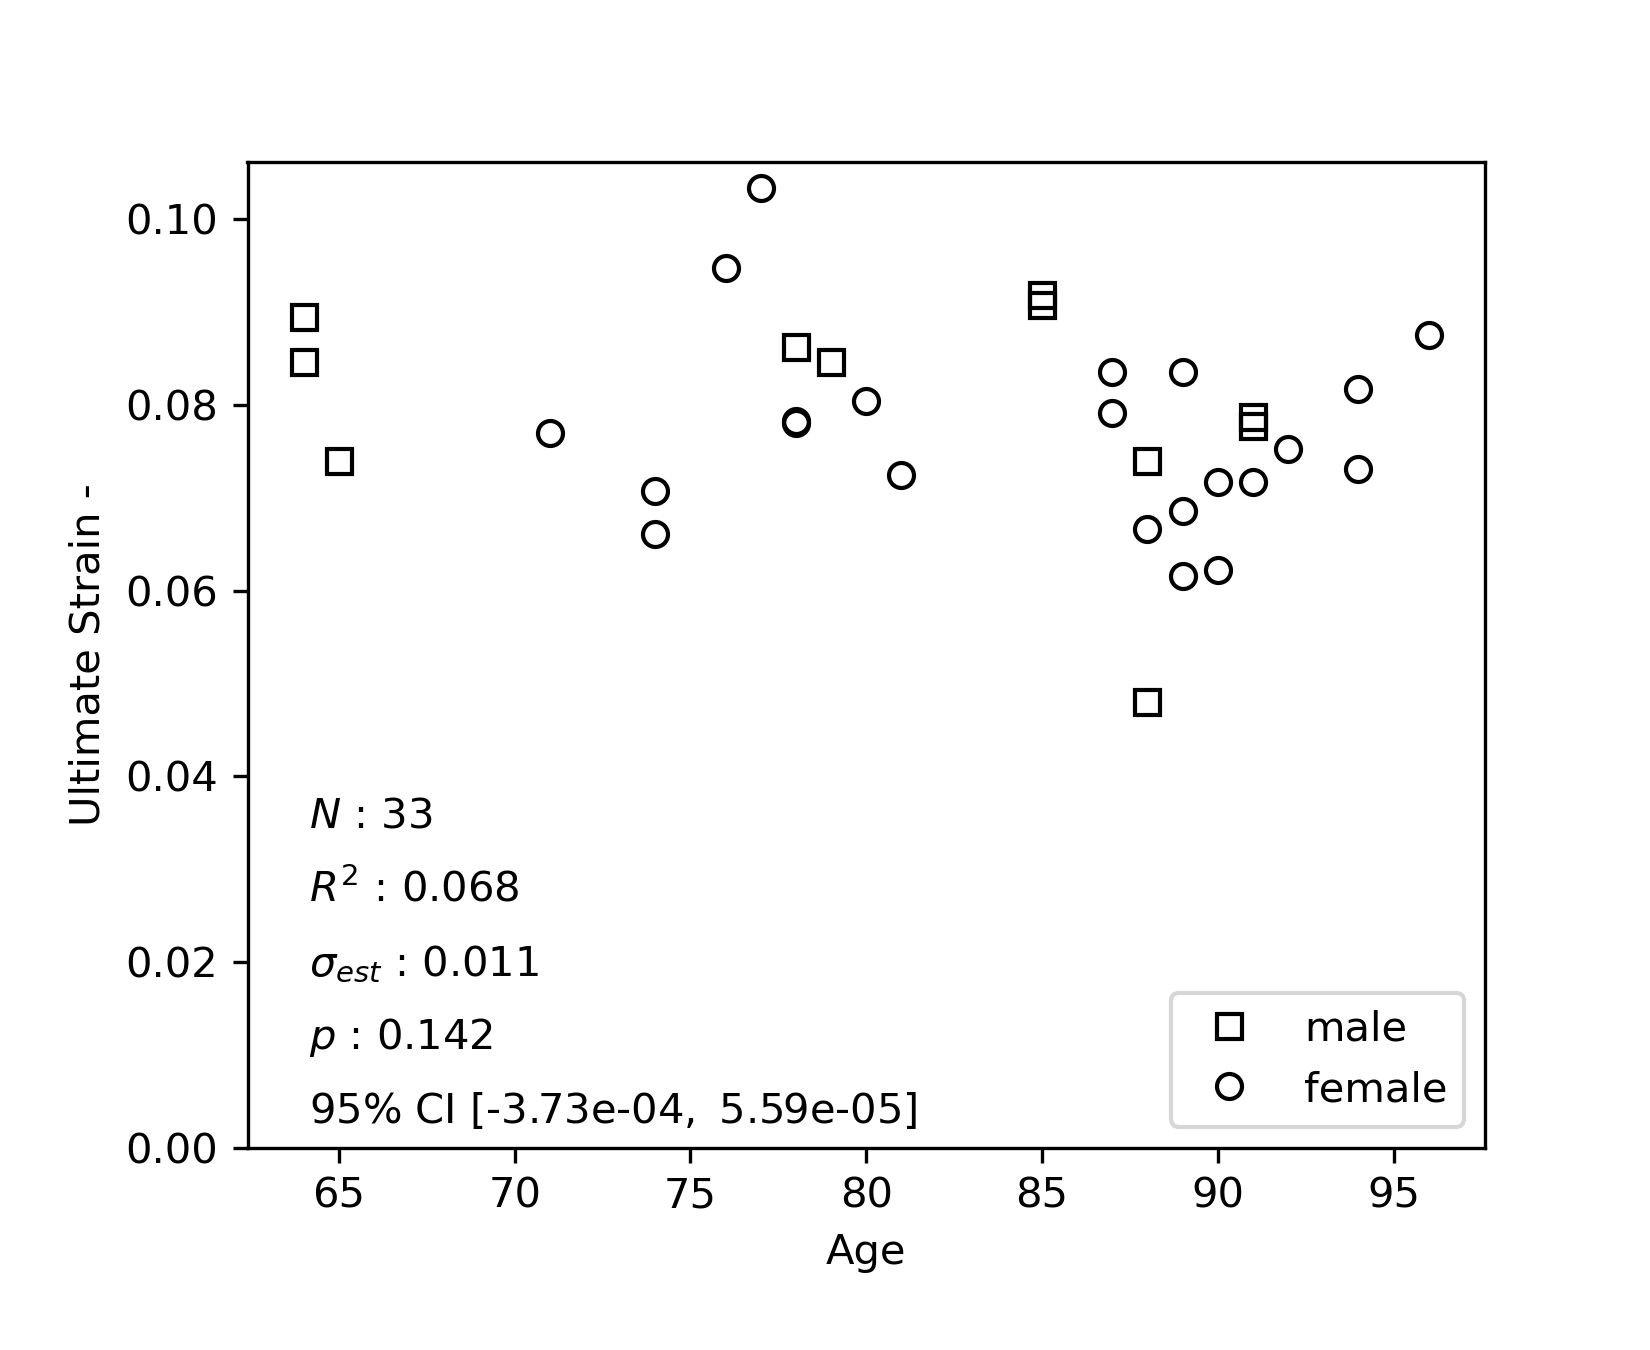 0.10
0.08
0.06
0.04
0.02
0.00
Ultimate Strain -
N : 33
R² : 0.068
σ_est : 0.011
p : 0.142
95% CI [-3.73e-04, 5.59e-05]
male
female
65 70 75 80 85 90 95
Age